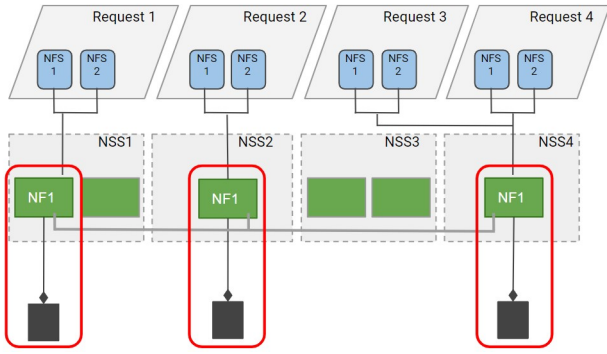 Request 1
Request 2
Request 3
Request 4
NFS
1
NFS
2
NFS
1
NFS
2
NFS
1
NFS
2
NFS
1
NFS
2
NSS1
NSS2
NSS3
NSS4
NF1
NF1
NF1